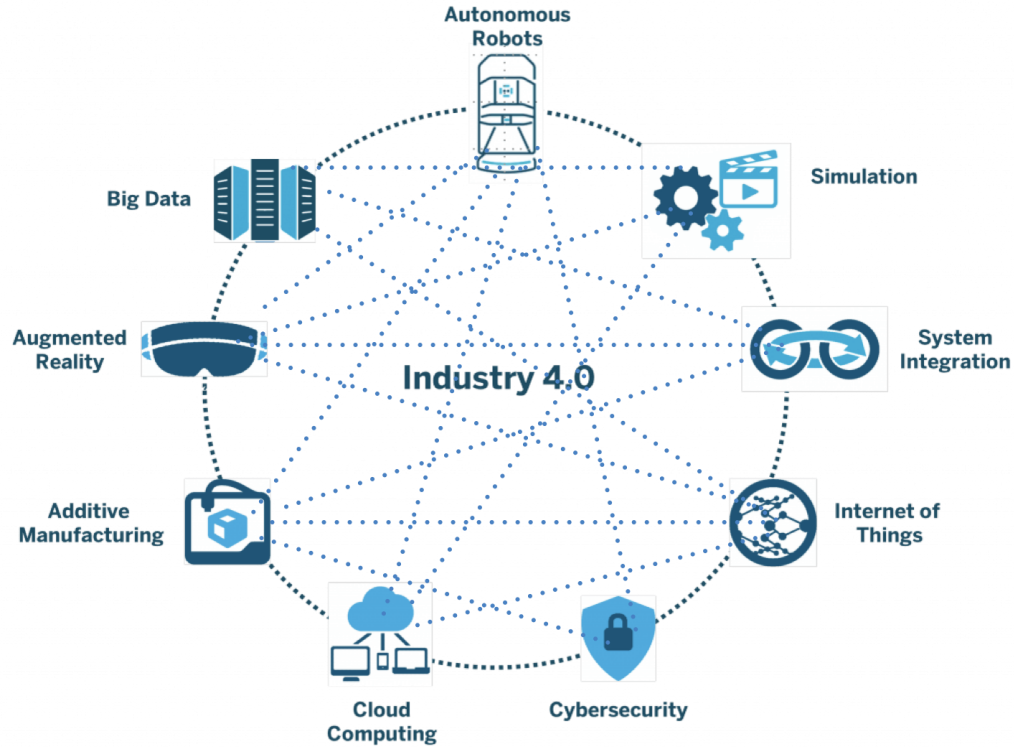 Autonomous
Robots
Simulation
Big Data
System
Integration
Augmented
Reality
Industry 4.0
Additive
Manufacturing
Internet of
Things
Cloud
Computing
Cybersecurity